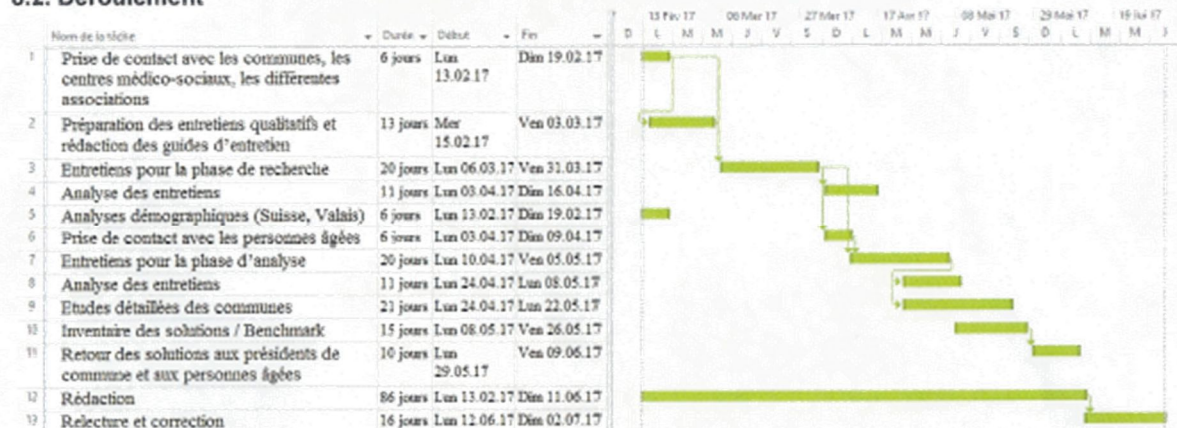 3.2. Déroulement
13 Fév 17 06 Mar 17 27 Mar 17 17 Avr 17 08 Mai 17 29 Mai 17 19 Jui 17
Nom de la tâche Durée Début Fin D L M M J V S D L M M J V S D L M J
1 Prise de contact avec les communes, les 6 jours Lun Dim 19.02.17
centres médico-sociaux, les différentes 13.02.17
associations
2 Préparation des entretiens qualitatifs et 13 jours Mer Ven 03.03.17
rédaction des guides d'entretien 15.02.17
3 Entretiens pour la phase de recherche 20 jours Lun 06.03.17 Ven 31.03.17
4 Analyse des entretiens 11 jours Lun 03.04.17 Dim 16.04.17
5 Analyses démographiques (Suisse, Valais) 6 jours Lun 13.02.17 Dim 19.02.17
6 Prise de contact avec les personnes âgées 6 jours Lun 03.04.17 Dim 09.04.17
7 Entretiens pour la phase d'analyse 20 jours Lun 10.04.17 Ven 05.05.17
8 Analyse des entretiens 11 jours Lun 24.04.17 Lun 08.05.17
9 Etudes détaillées des communes 21 jours Lun 24.04.17 Lun 22.05.17
10 Inventaire des solutions / Benchmark 15 jours Lun 08.05.17 Ven 26.05.17
11 Retour des solutions aux présidents de 10 jours Lun Ven 09.06.17
commune et aux personnes âgées 29.05.17
12 Rédaction 86 jours Lun 13.02.17 Dim 11.06.17
13 Relecture et correction 16 jours Lun 12.06.17 Dim 02.07.17